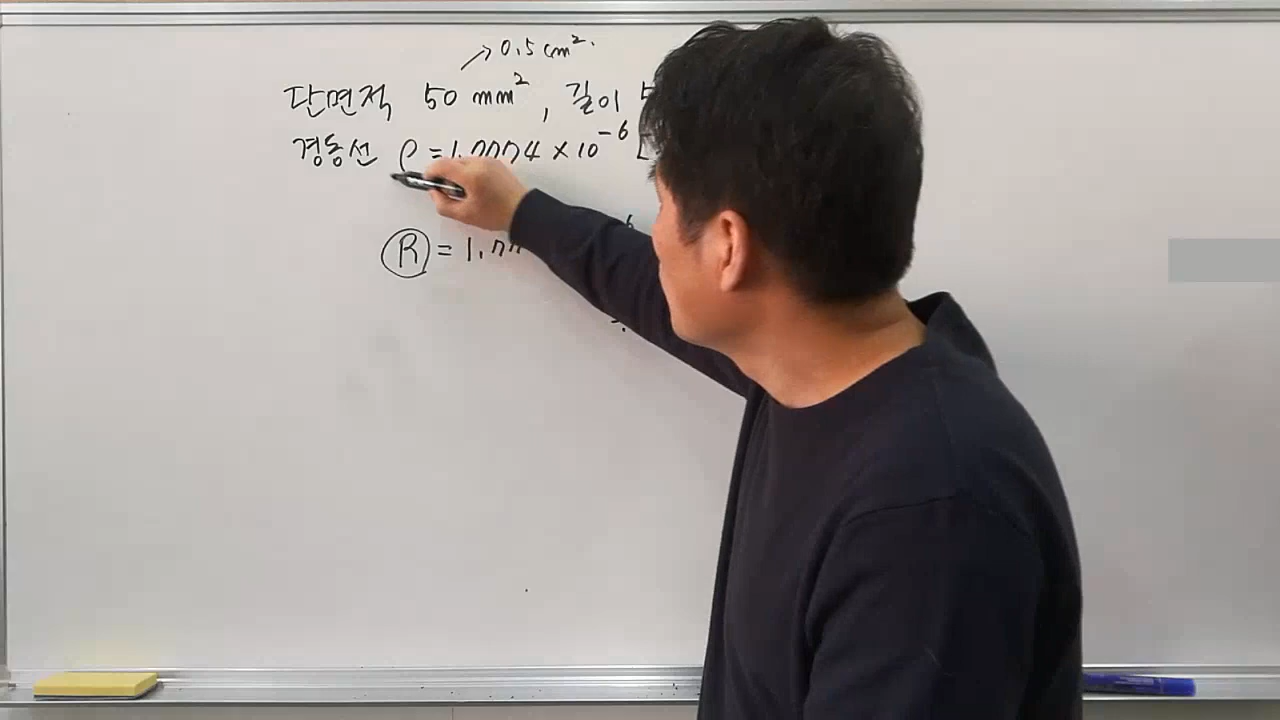 → 0.5 cm².
단면적 50 mm², 길이 5
경동선 ρ = 1.7774 × 10⁻⁶ [
Ⓡ = 1.77